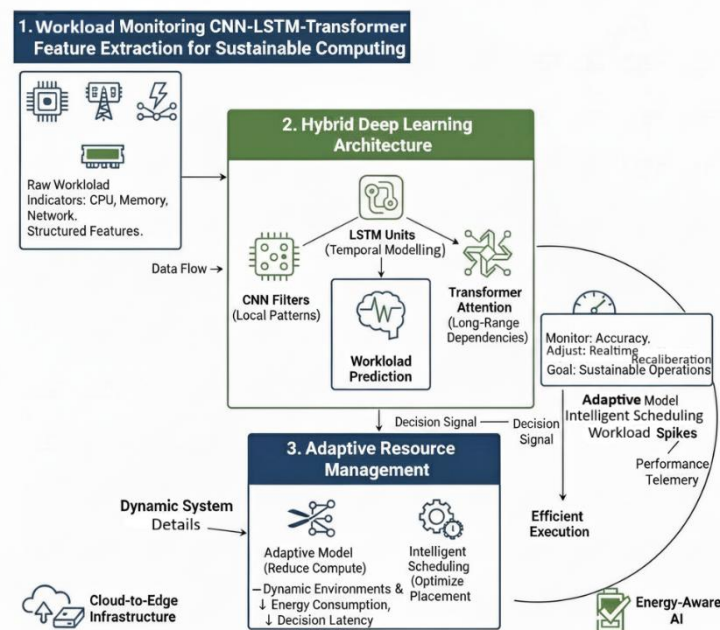 1. Workload Monitoring CNN-LSTM-Transformer
Feature Extraction for Sustainable Computing
Raw Worklolad
Indicators: CPU, Memory,
Network.
Structured Features.
Data Flow
2. Hybrid Deep Learning
Architecture
LSTM Units
(Temporal Modelling)
CNN Filters
(Local Patterns)
Transformer
Attention
(Long-Range
Dependencies)
Worklolad
Prediction
Monitor: Accuracy.
Adjust: Realtime
Recaliberation
Goal: Sustainable Operations
Adaptive Model
Intelligent Scheduling
Workload Spikes
Performance
Telemetry
Decision Signal
Decision
Signal
Efficient
Execution
3. Adaptive Resource
Management
Dynamic System
Details
Adaptive Model
(Reduce Compute)
Intelligent
Scheduling
(Optimize
Placement
– Dynamic Environments &
↓ Energy Consumption,
↓ Decision Latency
Cloud-to-Edge
Infrastructure
Energy-Aware
AI